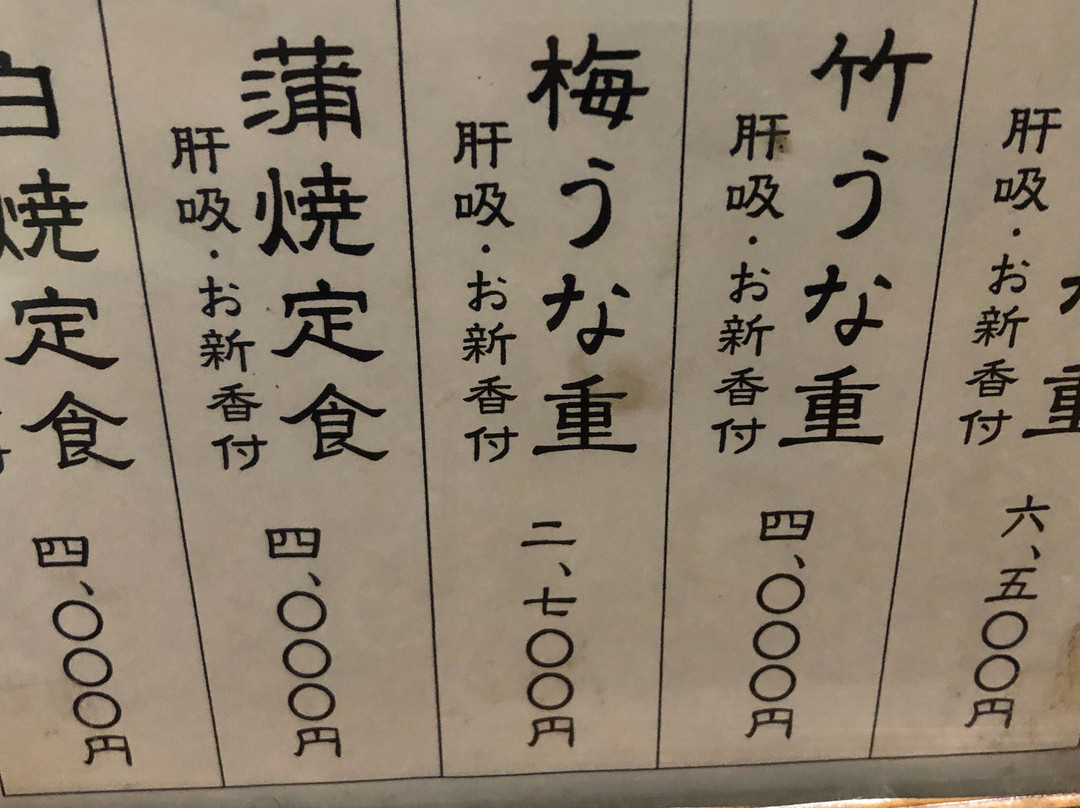 肝吸・お新香付
重
六、五〇〇円
竹うな重
肝吸・お新香付
四、〇〇〇円
梅うな重
肝吸・お新香付
二、七〇〇円
蒲焼定食
肝吸・お新香付
四、〇〇〇円
白焼定食
四、〇〇〇円